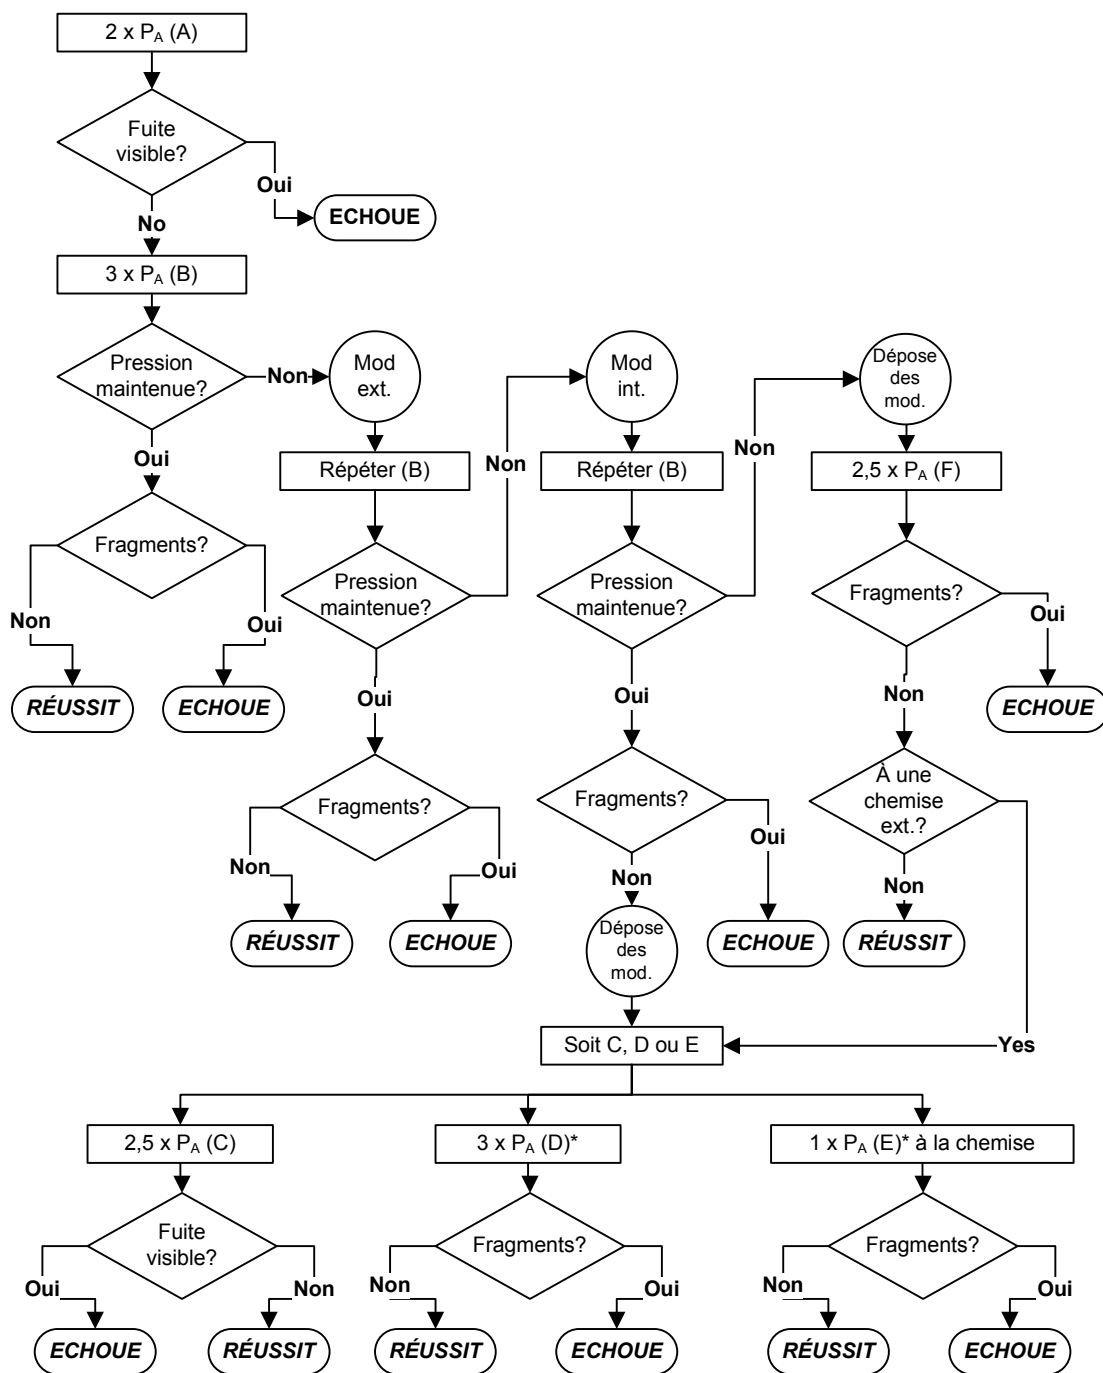 2 x PA (A)
Fuite
visible?
Oui
ECHOUE
No
3 x PA (B)
Pression
maintenue?
Non
Mod
ext.
Mod
int.
Dépose
des
mod.
Oui
Non
Non
Répéter (B)
Répéter (B)
2,5 x PA (F)
Fragments?
Pression
maintenue?
Pression
maintenue?
Fragments?
Non
Oui
Oui
RÉUSSIT
ECHOUE
Oui
Oui
Non
ECHOUE
Fragments?
Fragments?
À une
chemise
ext.?
Non
Oui
Non
Oui
Non
RÉUSSIT
ECHOUE
Dépose
des
mod.
ECHOUE
RÉUSSIT
Soit C, D ou E
Yes
2,5 x PA (C)
3 x PA (D)*
1 x PA (E)* à la chemise
Fuite
visible?
Fragments?
Fragments?
Oui
Non
Non
Oui
Non
Oui
ECHOUE
RÉUSSIT
RÉUSSIT
ECHOUE
RÉUSSIT
ECHOUE